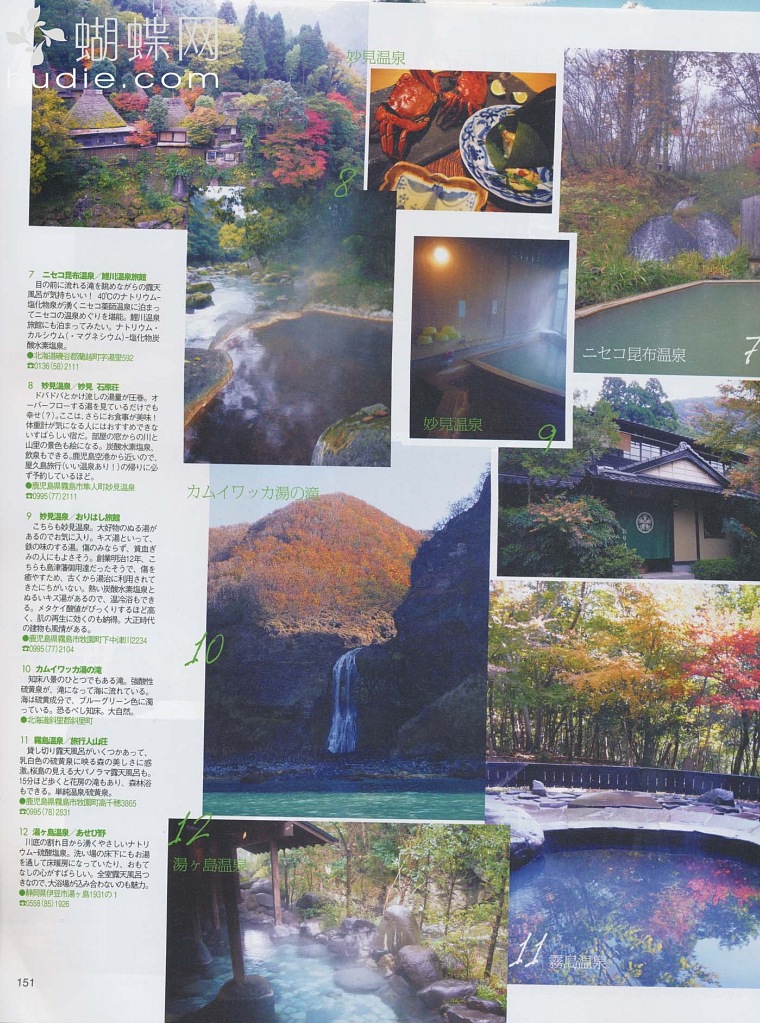 蝴蝶网
hudie.com
妙見温泉
8
ニセコ昆布温泉
7
妙見温泉
9
カムイワッカ湯の滝
10
12
湯ヶ島温泉
11
霧島温泉
7 ニセコ昆布温泉／鯉川温泉旅館
目の前に流れる滝を眺めながらの露天
風呂が気持ちいい！ 40℃のナトリウム−
塩化物泉が湧くニセコ薬師温泉に泊まっ
てニセコの温泉めぐりを堪能。鯉川温泉
旅館にも泊まってみたい。ナトリウム・
カルシウム（・マグネシウム）−塩化物炭
酸水素塩泉。
●北海道磯谷郡蘭越町字湯里592
☎0136(58)2111
8 妙見温泉／妙見 石原荘
ドバドバとかけ流しの湯量が圧巻。オ
ーバーフローする湯を見ているだけでも
幸せ（？）。ここは、さらにお食事が美味！
体重計が気になる人にはおすすめできな
いすばらしい宿だ。部屋の窓からの川と
山里の景色も絵になる。炭酸水素塩泉、
飲泉もできる。鹿児島空港から近いので、
屋久島旅行（いい温泉あり！）の帰りに必
ず予約しているほど。
●鹿児島県霧島市隼人町妙見温泉
☎0995(77)2111
9 妙見温泉／おりはし旅館
こちらも妙見温泉。大好物のぬる湯が
あるのでお気に入り。キズ湯といって、
鉄の味のする湯。傷のみならず、貧血ぎ
みの人にもよさそう。創業明治12年、こ
ちらも島津藩御用達だったそうで、傷を
癒やすため、古くから湯治に利用されて
きたにちがいない。熱い炭酸水素塩泉と
ぬるいキズ湯があるので、温冷浴もでき
る。メタケイ酸値がびっくりするほど高
く、肌の再生に効くのも納得。大正時代
の建物も風情がある。
●鹿児島県霧島市牧園町下中津川2234
☎0995(77)2104
10 カムイワッカ湯の滝
知床八景のひとつでもある滝。強酸性
硫黄泉が、滝になって海に流れている。
海は硫黄成分で、ブルーグリーン色に濁
っている。恐るべし知床。大自然。
●北海道斜里郡斜里町
11 霧島温泉／旅行人山荘
貸し切り露天風呂がいくつかあって、
乳白色の硫黄泉に映る森の美しさに感
激。桜島の見える大パノラマ露天風呂も。
15分ほど歩くと花房の滝もあり、森林浴
もできる。単純温泉/硫黄泉。
●鹿児島県霧島市牧園町高千穂3865
☎0995(78)2831
12 湯ヶ島温泉／あせび野
川底の割れ目から湧くやさしいナトリ
ウム−硫酸塩泉。洗い場の床下にもお湯
を通して床暖房になっていたり、おもて
なしの心がすばらしい。全室露天風呂つ
きなので、大浴場が込み合わないのも魅力。
●静岡県伊豆市湯ヶ島1931の1
☎0558(85)1926
151